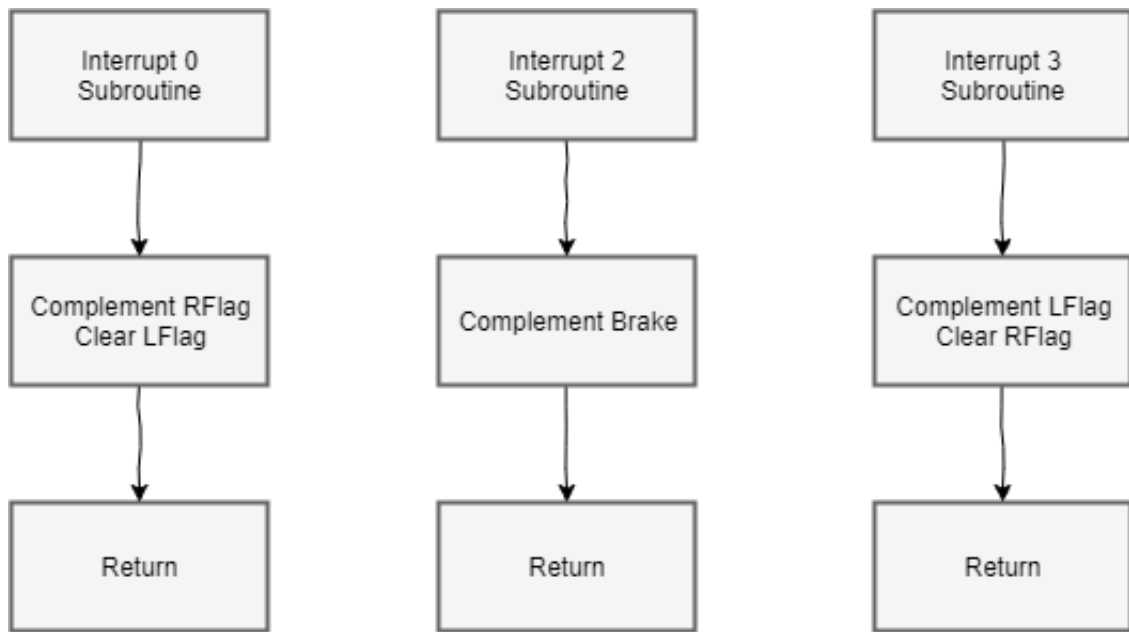 Interrupt 0
Subroutine
Interrupt 2
Subroutine
Interrupt 3
Subroutine
Complement RFlag
Clear LFlag
Complement Brake
Complement LFlag
Clear RFlag
Return
Return
Return